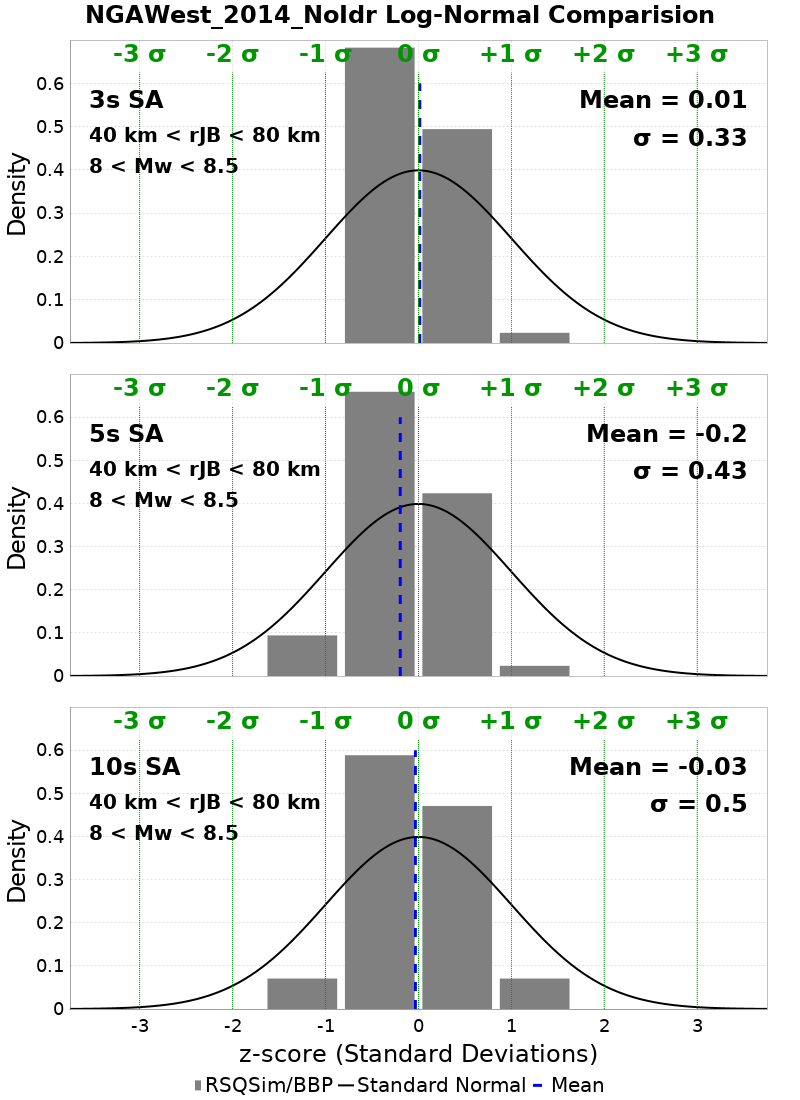 NGAWest_2014_NoIdr Log-Normal Comparision
-3 σ -2 σ -1 σ 0 σ +1 σ +2 σ +3 σ
3s SA
Mean = 0.01
40 km < rJB < 80 km
σ = 0.33
8 < Mw < 8.5
Density
0.6
0.5
0.4
0.3
0.2
0.1
0
-3 σ -2 σ -1 σ 0 σ +1 σ +2 σ +3 σ
5s SA
Mean = -0.2
40 km < rJB < 80 km
σ = 0.43
8 < Mw < 8.5
Density
0.6
0.5
0.4
0.3
0.2
0.1
0
-3 σ -2 σ -1 σ 0 σ +1 σ +2 σ +3 σ
10s SA
Mean = -0.03
40 km < rJB < 80 km
σ = 0.5
8 < Mw < 8.5
Density
0.6
0.5
0.4
0.3
0.2
0.1
0
-3 -2 -1 0 1 2 3
z-score (Standard Deviations)
RSQSim/BBP Standard Normal Mean